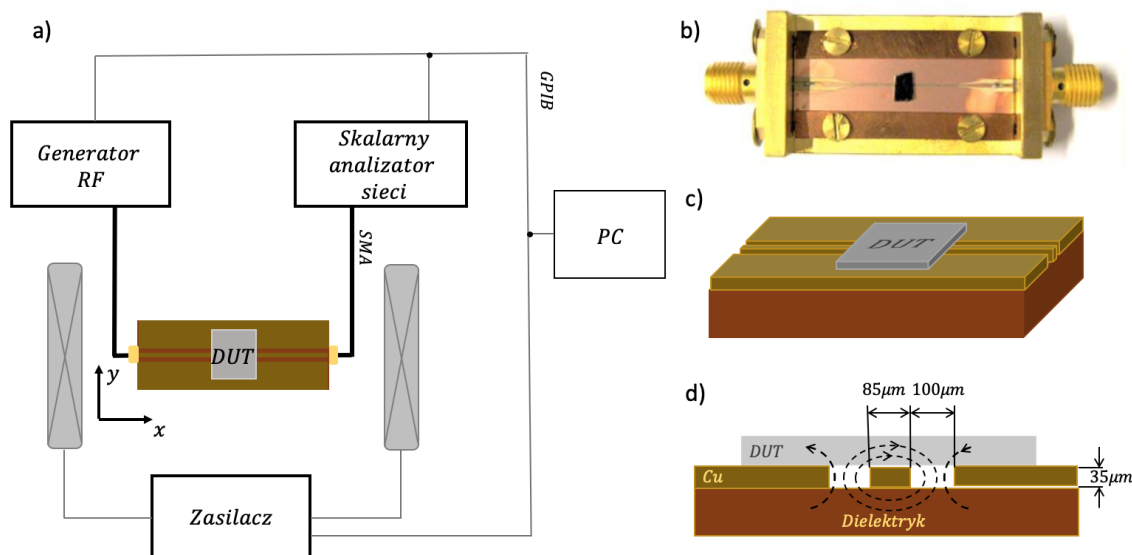 a)
GPIB
Generator
RF
Skalarny
analizator
sieci
SMA
PC
DUT
y
x
Zasilacz
b)
c)
DUT
d)
85μm
100μm
DUT
Cu
35μm
Dielektryk